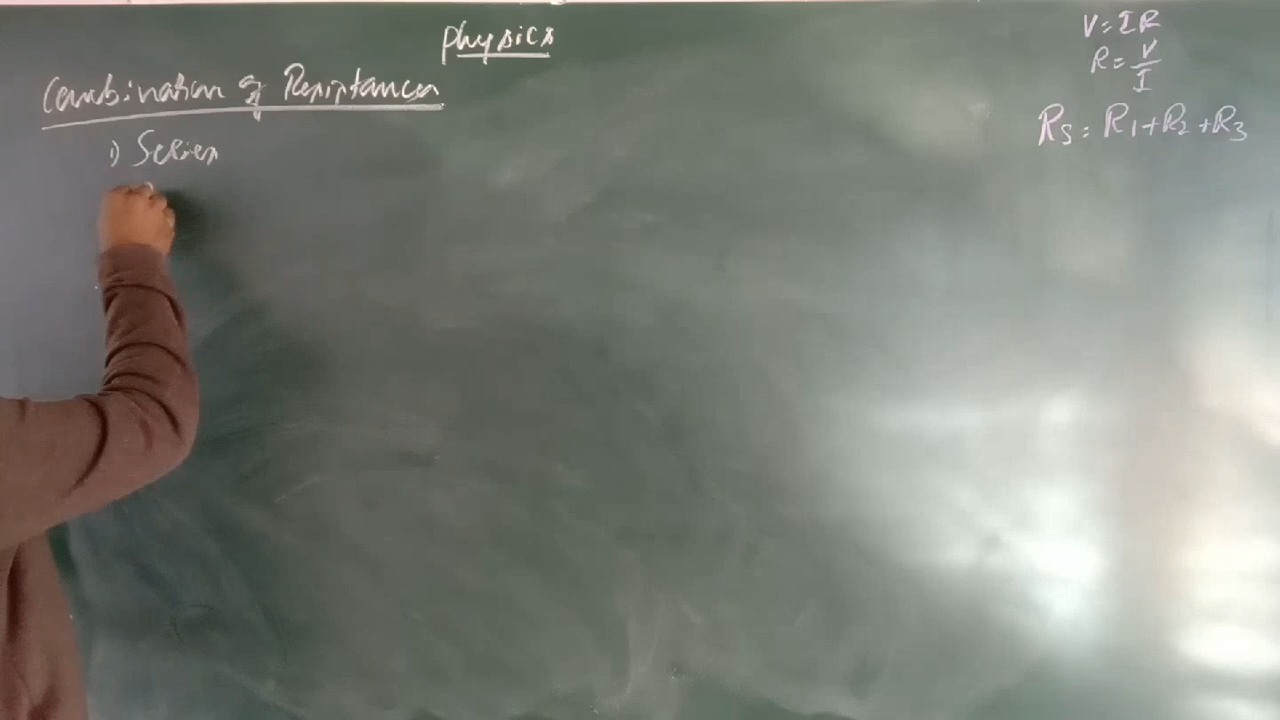 Physics
Combination of Resistances
1) Series
V = IR
R = V/I
RS = R1 + R2 + R3